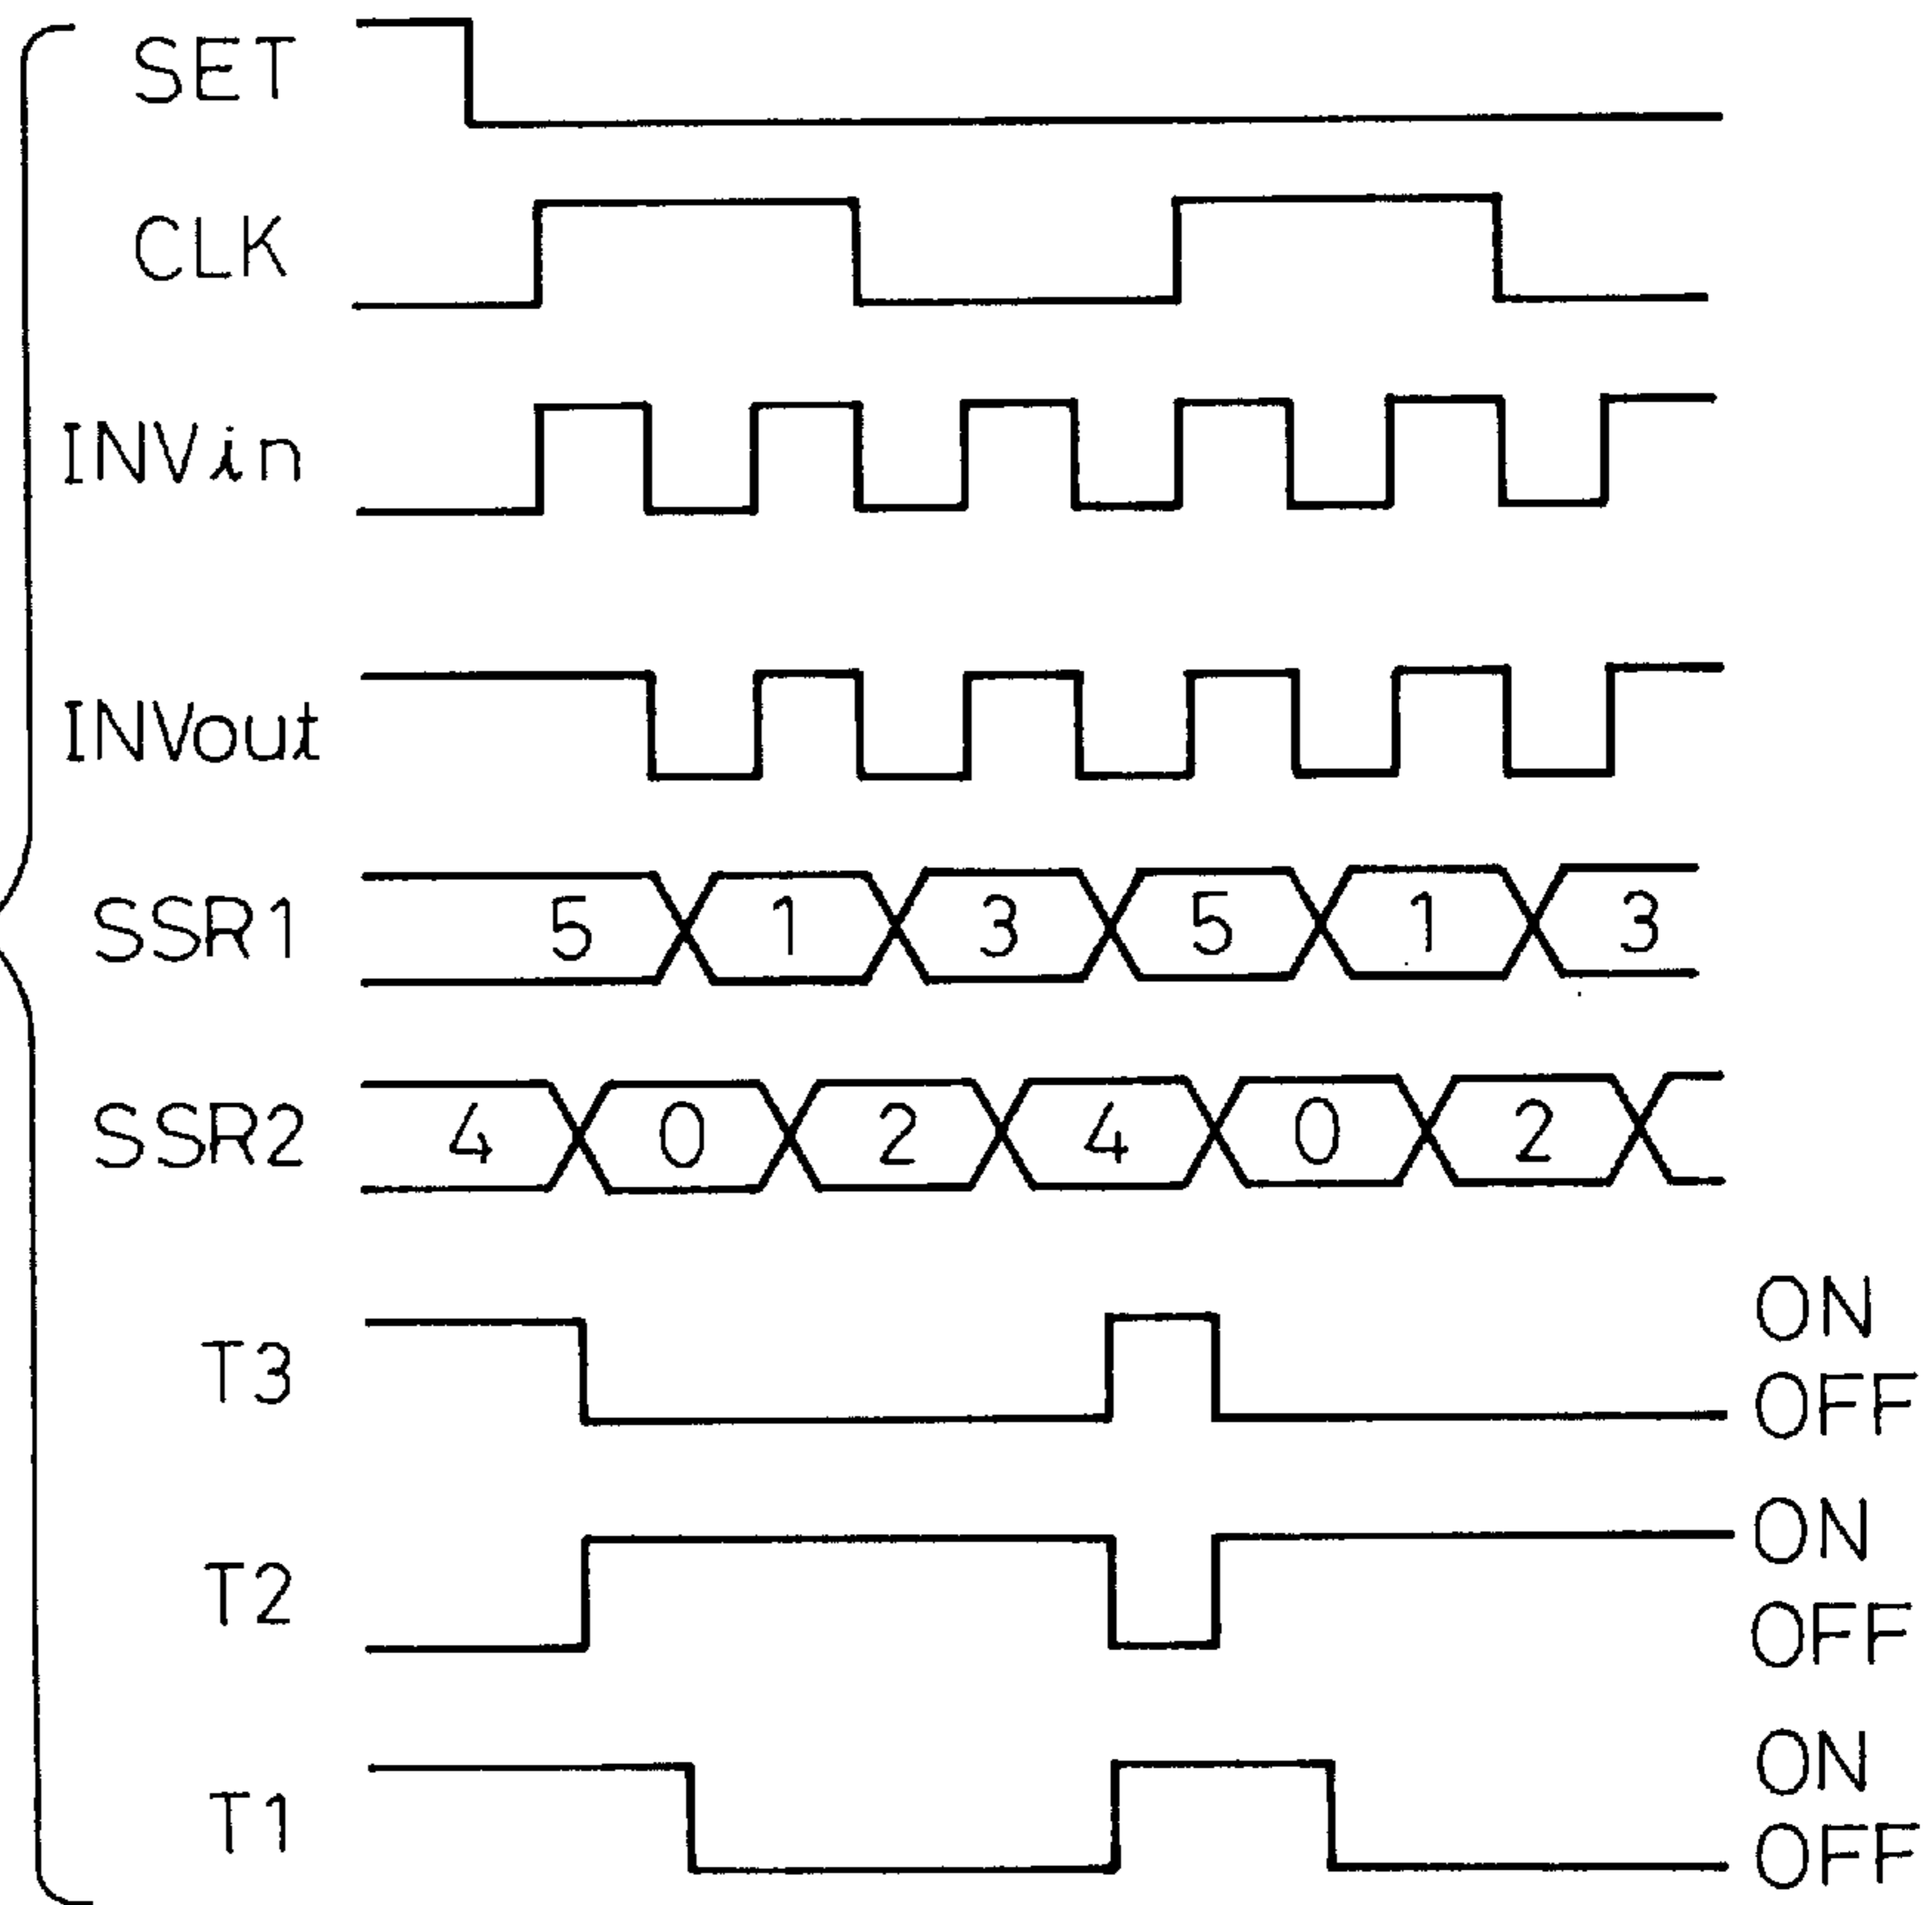 SET
CLK
INVin
INVout
SSR1 5 1 3 5 1 3
SSR2 4 0 2 4 0 2
ON
T3
OFF
ON
T2
OFF
ON
T1
OFF